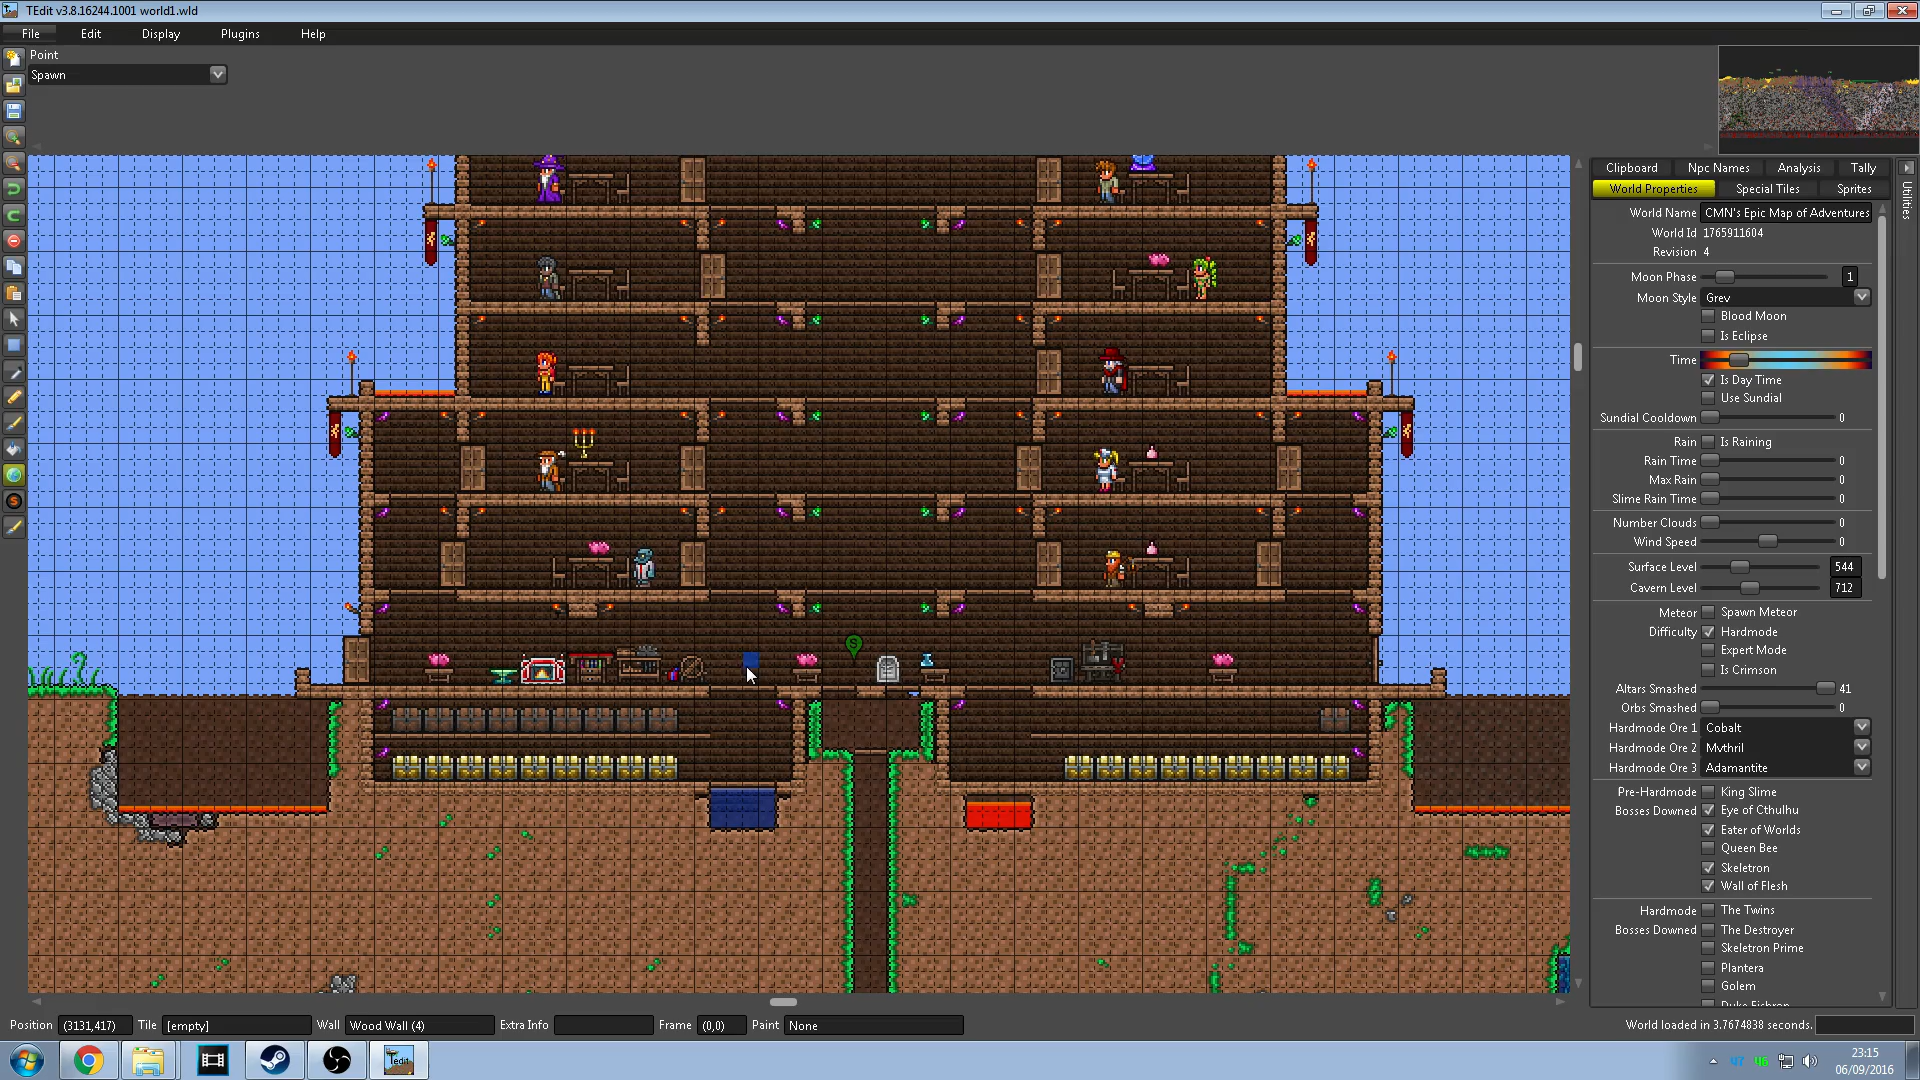 TEdit v3.8.16244.1001 world1.wld
File Edit Display Plugins Help
Point
Spawn
Clipboard Npc Names Analysis Tally
World Properties Special Tiles Sprites
Utilities
World Name CMN's Epic Map of Adventures
World Id 1765911604
Revision 4
Moon Phase 1
Moon Style Grey
Blood Moon
Is Eclipse
Time
Is Day Time
Use Sundial
Sundial Cooldown 0
Rain Is Raining
Rain Time 0
Max Rain 0
Slime Rain Time 0
Number Clouds 0
Wind Speed 0
Surface Level 544
Cavern Level 712
Meteor Spawn Meteor
Difficulty Hardmode
Expert Mode
Is Crimson
Altars Smashed 41
Orbs Smashed 0
Hardmode Ore 1 Cobalt
Hardmode Ore 2 Mythril
Hardmode Ore 3 Adamantite
Pre-Hardmode King Slime
Bosses Downed Eye of Cthulhu
Eater of Worlds
Queen Bee
Skeletron
Wall of Flesh
Hardmode The Twins
Bosses Downed The Destroyer
Skeletron Prime
Plantera
Golem
Duke Fishron
Position (3131,417) Tile [empty] Wall Wood Wall (4) Extra Info Frame (0,0) Paint None World loaded in 3.7674838 seconds.
Tedit
47 46
23:15
06/09/2016